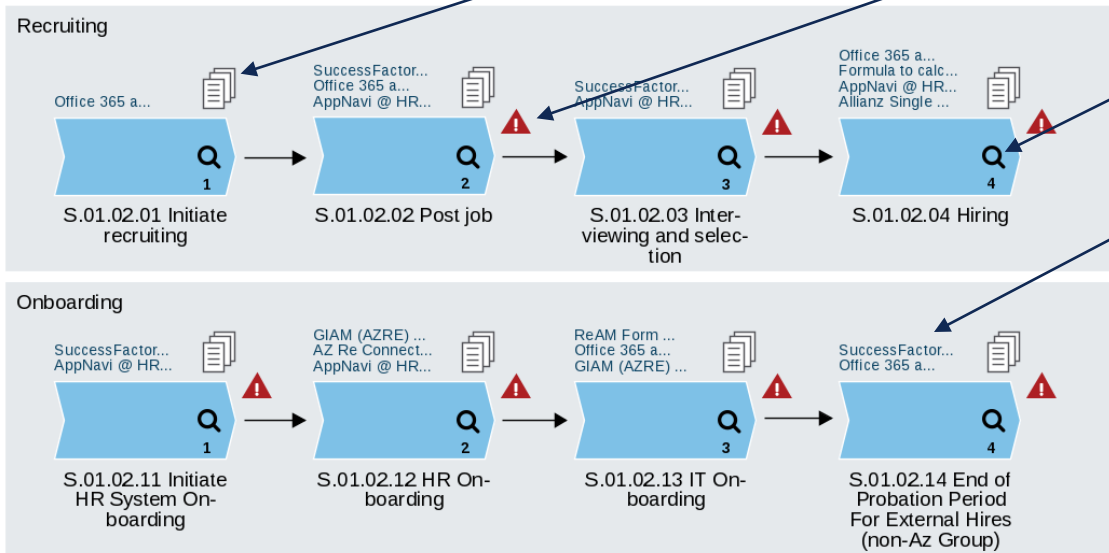 Recruiting
Office 365 a...
1
S.01.02.01 Initiate
recruiting
SuccessFactor...
Office 365 a...
AppNavi @ HR...
2
S.01.02.02 Post job
SuccessFactor...
AppNavi @ HR...
3
S.01.02.03 Inter-
viewing and selec-
tion
Office 365 a...
Formula to calc...
AppNavi @ HR...
Allianz Single ...
4
S.01.02.04 Hiring
Onboarding
SuccessFactor...
AppNavi @ HR...
1
S.01.02.11 Initiate
HR System On-
boarding
GIAM (AZRE) ...
AZ Re Connect...
AppNavi @ HR...
2
S.01.02.12 HR On-
boarding
ReAM Form ...
Office 365 a...
GIAM (AZRE) ...
3
S.01.02.13 IT On-
boarding
SuccessFactor...
Office 365 a...
4
S.01.02.14 End of
Probation Period
For External Hires
(non-Az Group)